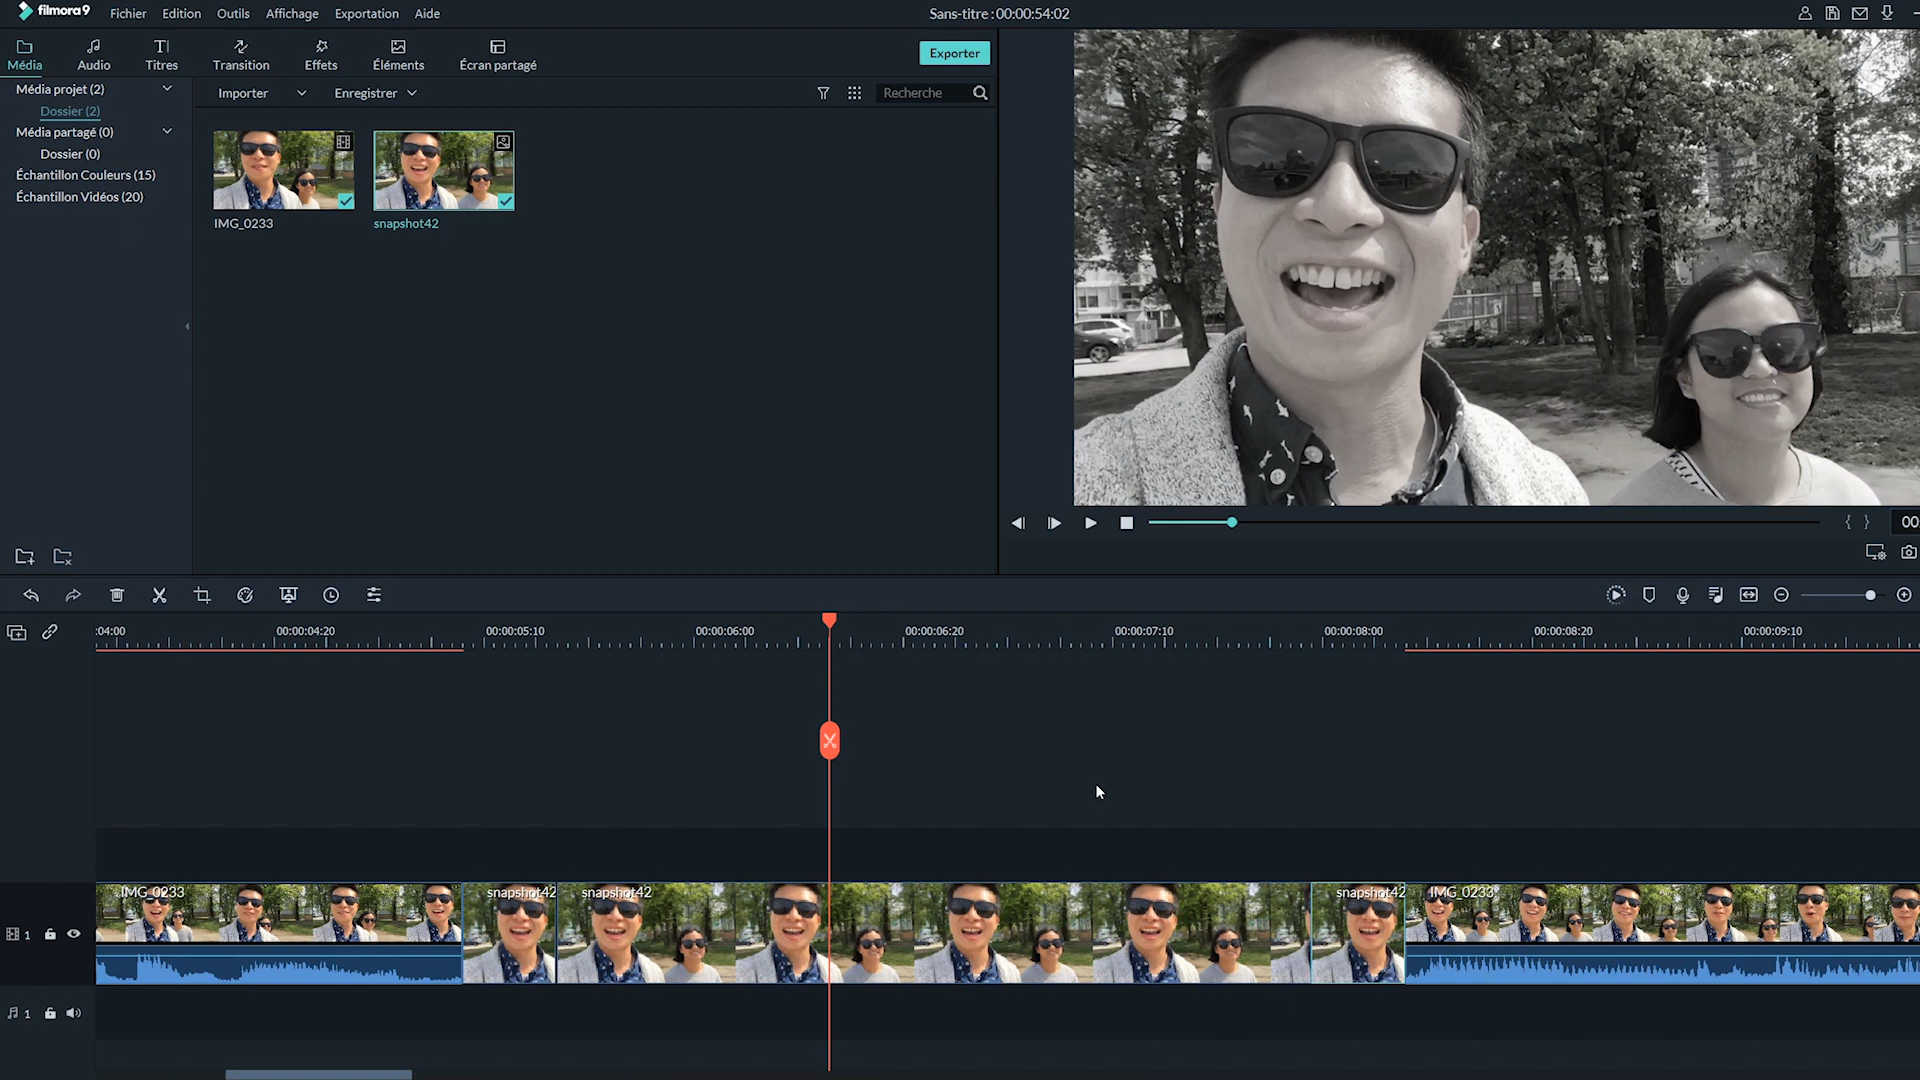 filmora9 Fichier Edition Outils Affichage Exportation Aide Sans-titre : 00:00:54:02
Média Audio Titres Transition Effets Éléments Écran partagé Exporter
Média projet (2)
Dossier (2)
Média partagé (0)
Dossier (0)
Échantillon Couleurs (15)
Échantillon Vidéos (20)
Importer Enregistrer Recherche
IMG_0233 snapshot42
00:
:04:00 00:00:04:20 00:00:05:10 00:00:06:00 00:00:06:20 00:00:07:10 00:00:08:00 00:00:08:20 00:00:09:10
IMG_0233 snapshot42 snapshot42 snapshot42 IMG_0233
1
1